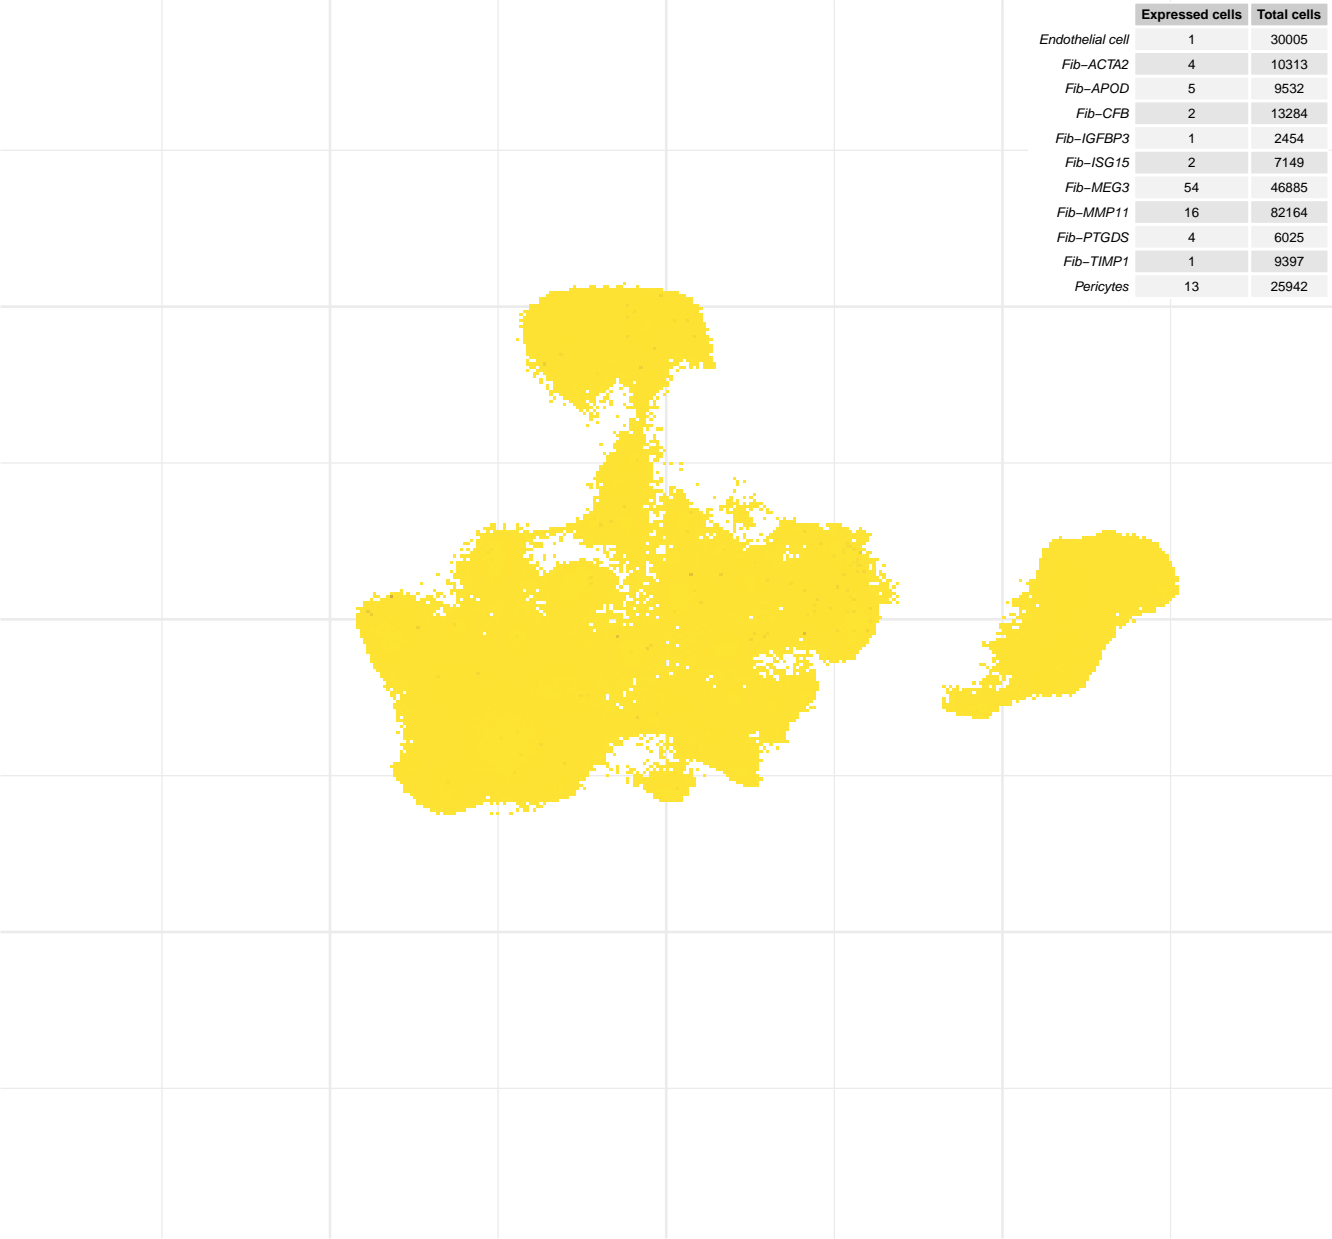 Expressed cells Total cells
Endothelial cell 1 30005
Fib−ACTA2 4 10313
Fib−APOD 5 9532
Fib−CFB 2 13284
Fib−IGFBP3 1 2454
Fib−ISG15 2 7149
Fib−MEG3 54 46885
Fib−MMP11 16 82164
Fib−PTGDS 4 6025
Fib−TIMP1 1 9397
Pericytes 13 25942